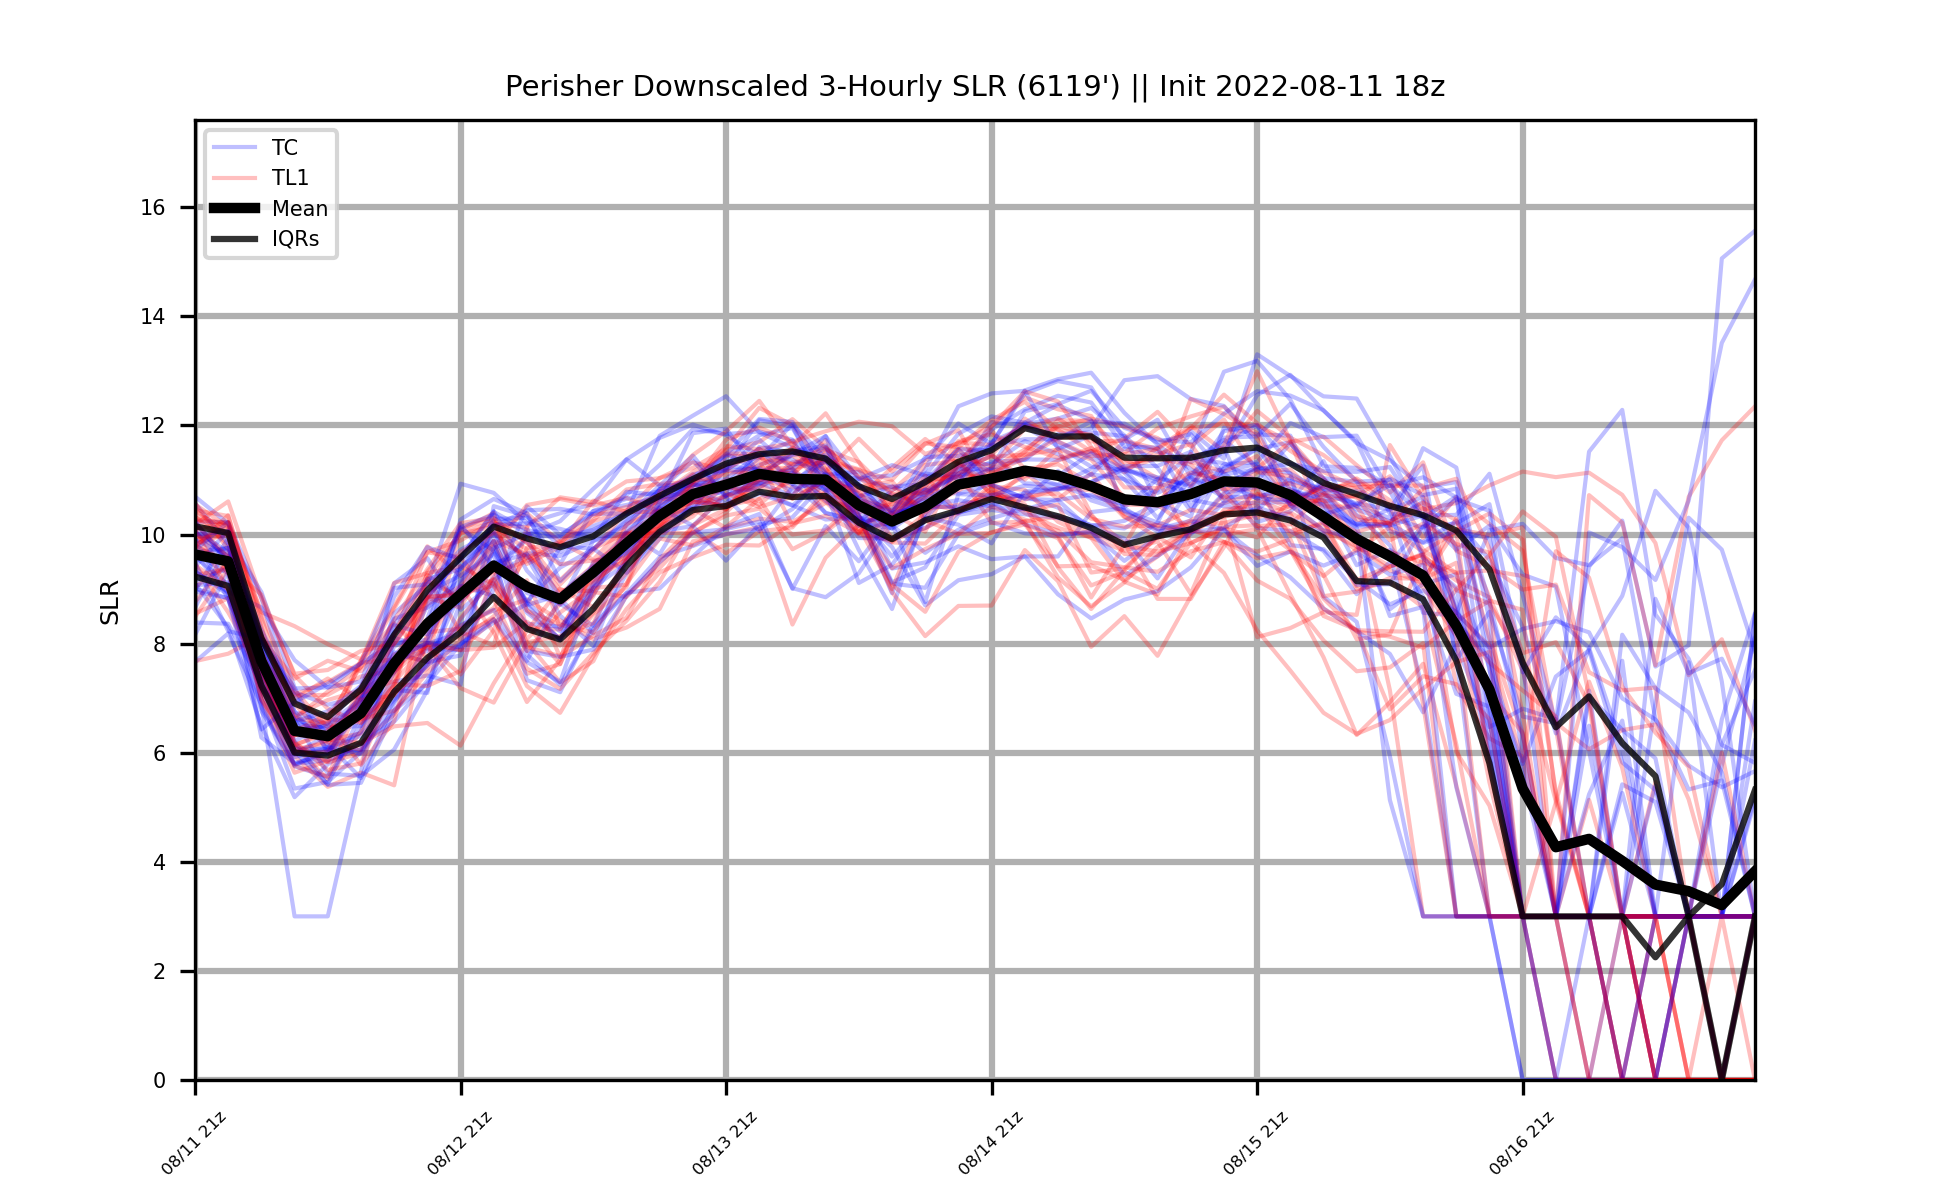 Perisher Downscaled 3-Hourly SLR (6119') || Init 2022-08-11 18z
TC
TL1
Mean
IQRs
SLR
16
14
12
10
8
6
4
2
0
08/11 21z
08/12 21z
08/13 21z
08/14 21z
08/15 21z
08/16 21z